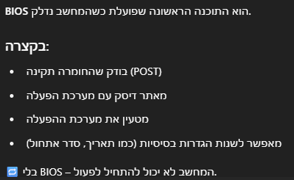 BIOS הוא התוכנה הראשונה שפועלת כשהמחשב נדלק.
בקצרה:
• בודק שהחומרה תקינה (POST)
• מאתר דיסק עם מערכת הפעלה
• מטעין את מערכת ההפעלה
• מאפשר לשנות הגדרות בסיסיות (כמו תאריך, סדר אתחול)
🔁 בלי BIOS – המחשב לא יכול להתחיל לפעול.